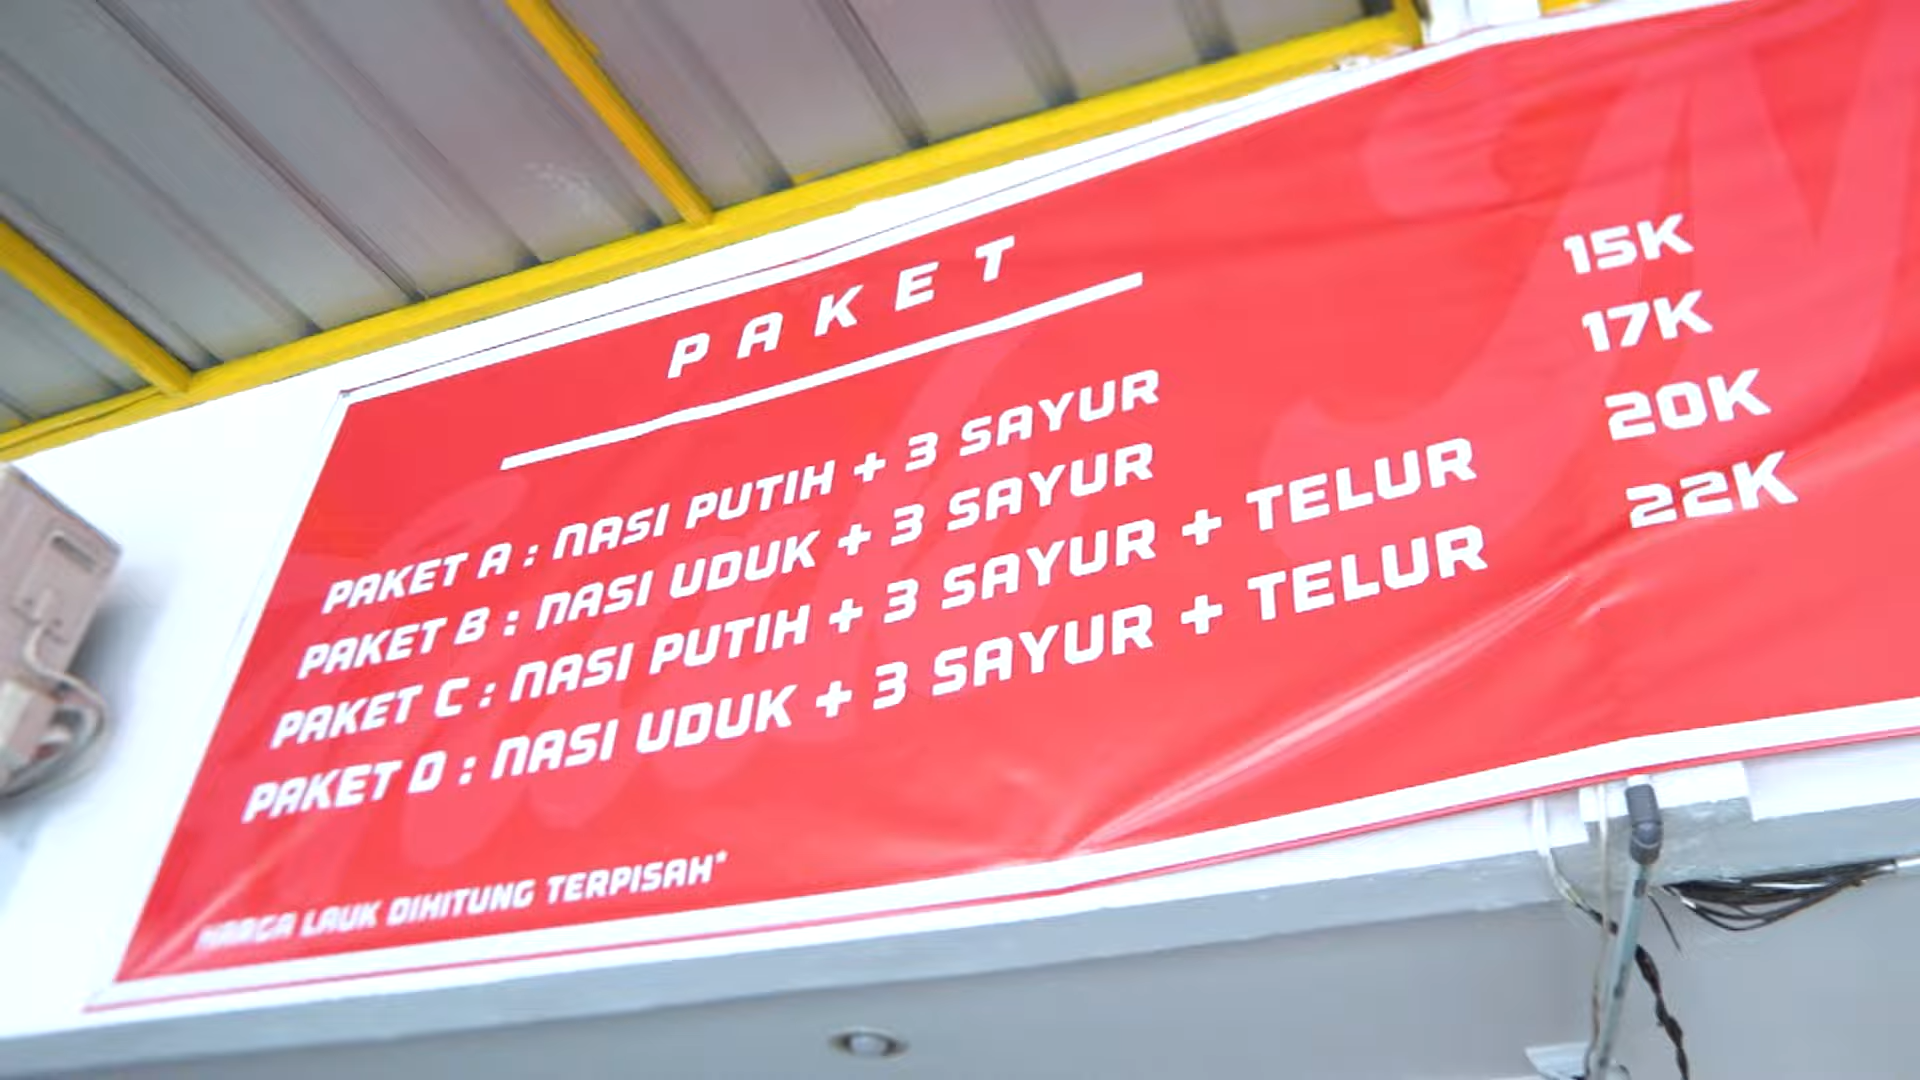 PAKET
PAKET A : NASI PUTIH + 3 SAYUR 15K
PAKET B : NASI UDUK + 3 SAYUR 17K
PAKET C : NASI PUTIH + 3 SAYUR + TELUR 20K
PAKET D : NASI UDUK + 3 SAYUR + TELUR 22K
HARGA LAUK DIHITUNG TERPISAH*